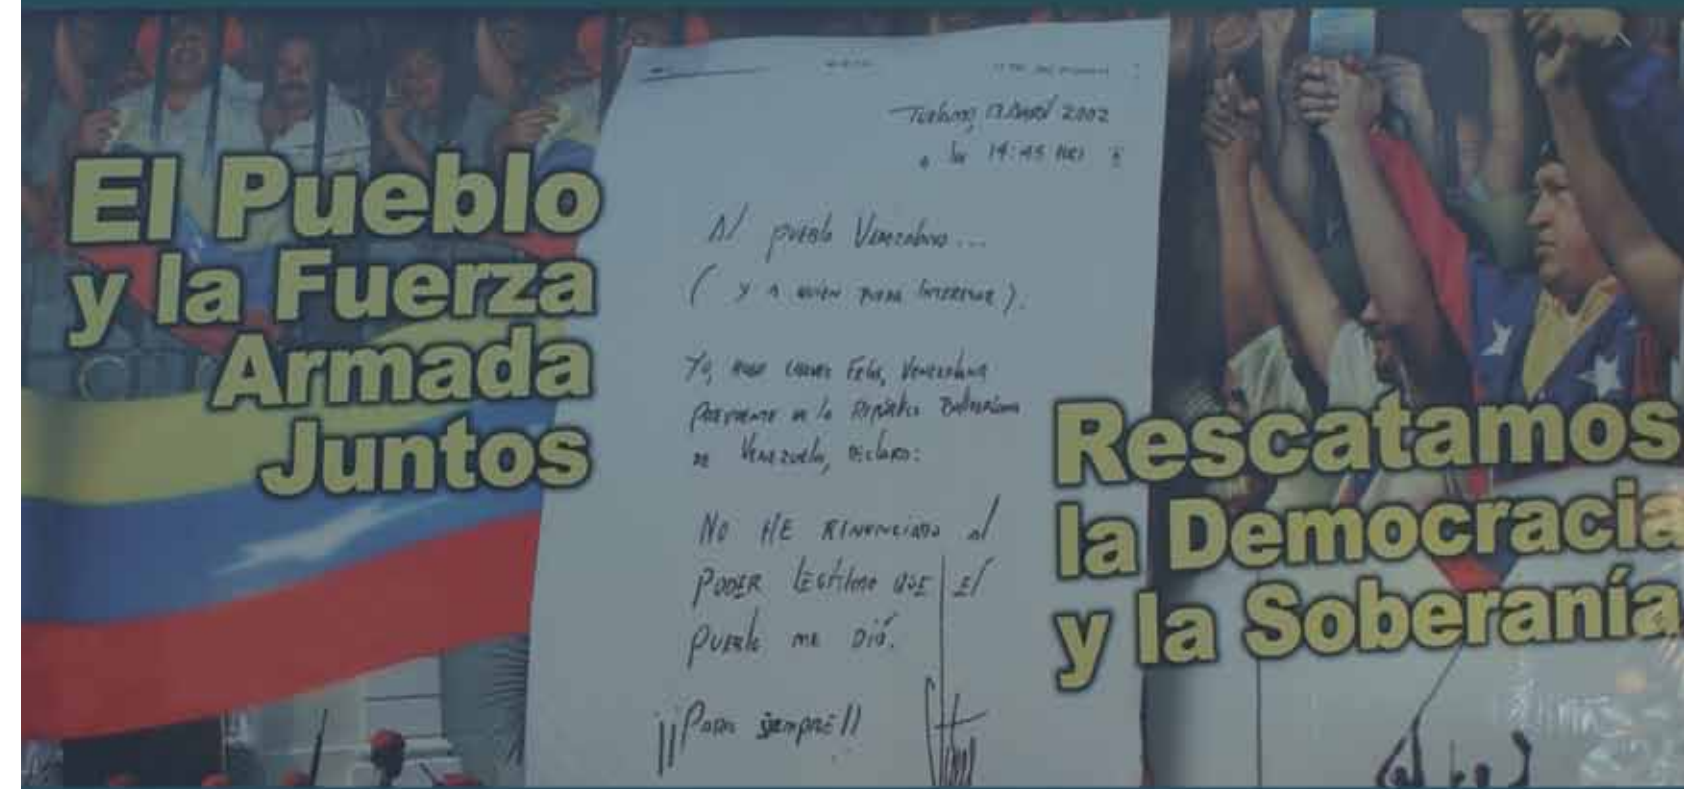 El Pueblo
y la Fuerza
Armada
Juntos
Turiamo, 13 Abril 2002
a las 14:45 hrs
Al pueblo Venezolano...
( y a quien pueda interesar ).
Yo, Hugo Chávez Frías, Venezolano
Presidente de la República Bolivariana
de Venezuela, declaro:
NO HE RENUNCIADO al
PODER Legítimo QUE El
Pueblo me Dió.
¡¡Para siempre!!
Rescatamos
la Democracia
y la Soberanía